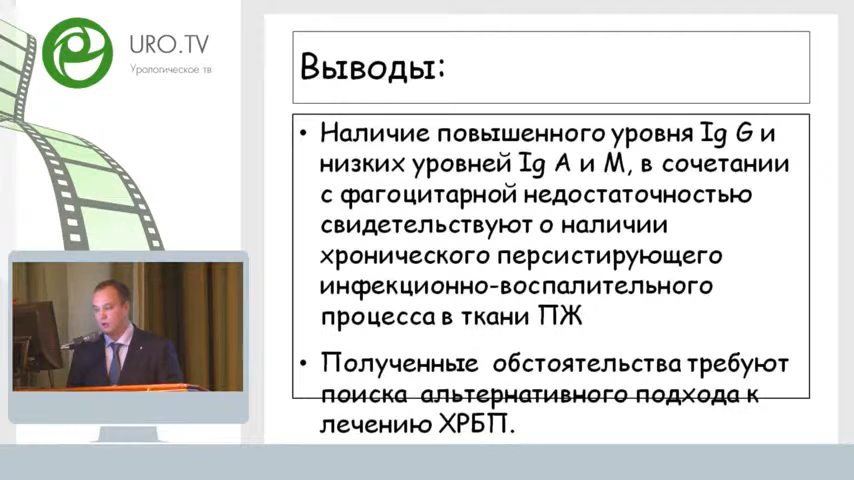 URO.TV
Урологическое тв
Выводы:
• Наличие повышенного уровня Ig G и
низких уровней Ig A и M, в сочетании
с фагоцитарной недостаточностью
свидетельствуют о наличии
хронического персистирующего
инфекционно-воспалительного
процесса в ткани ПЖ
• Полученные обстоятельства требуют
поиска альтернативного подхода к
лечению ХРБП.